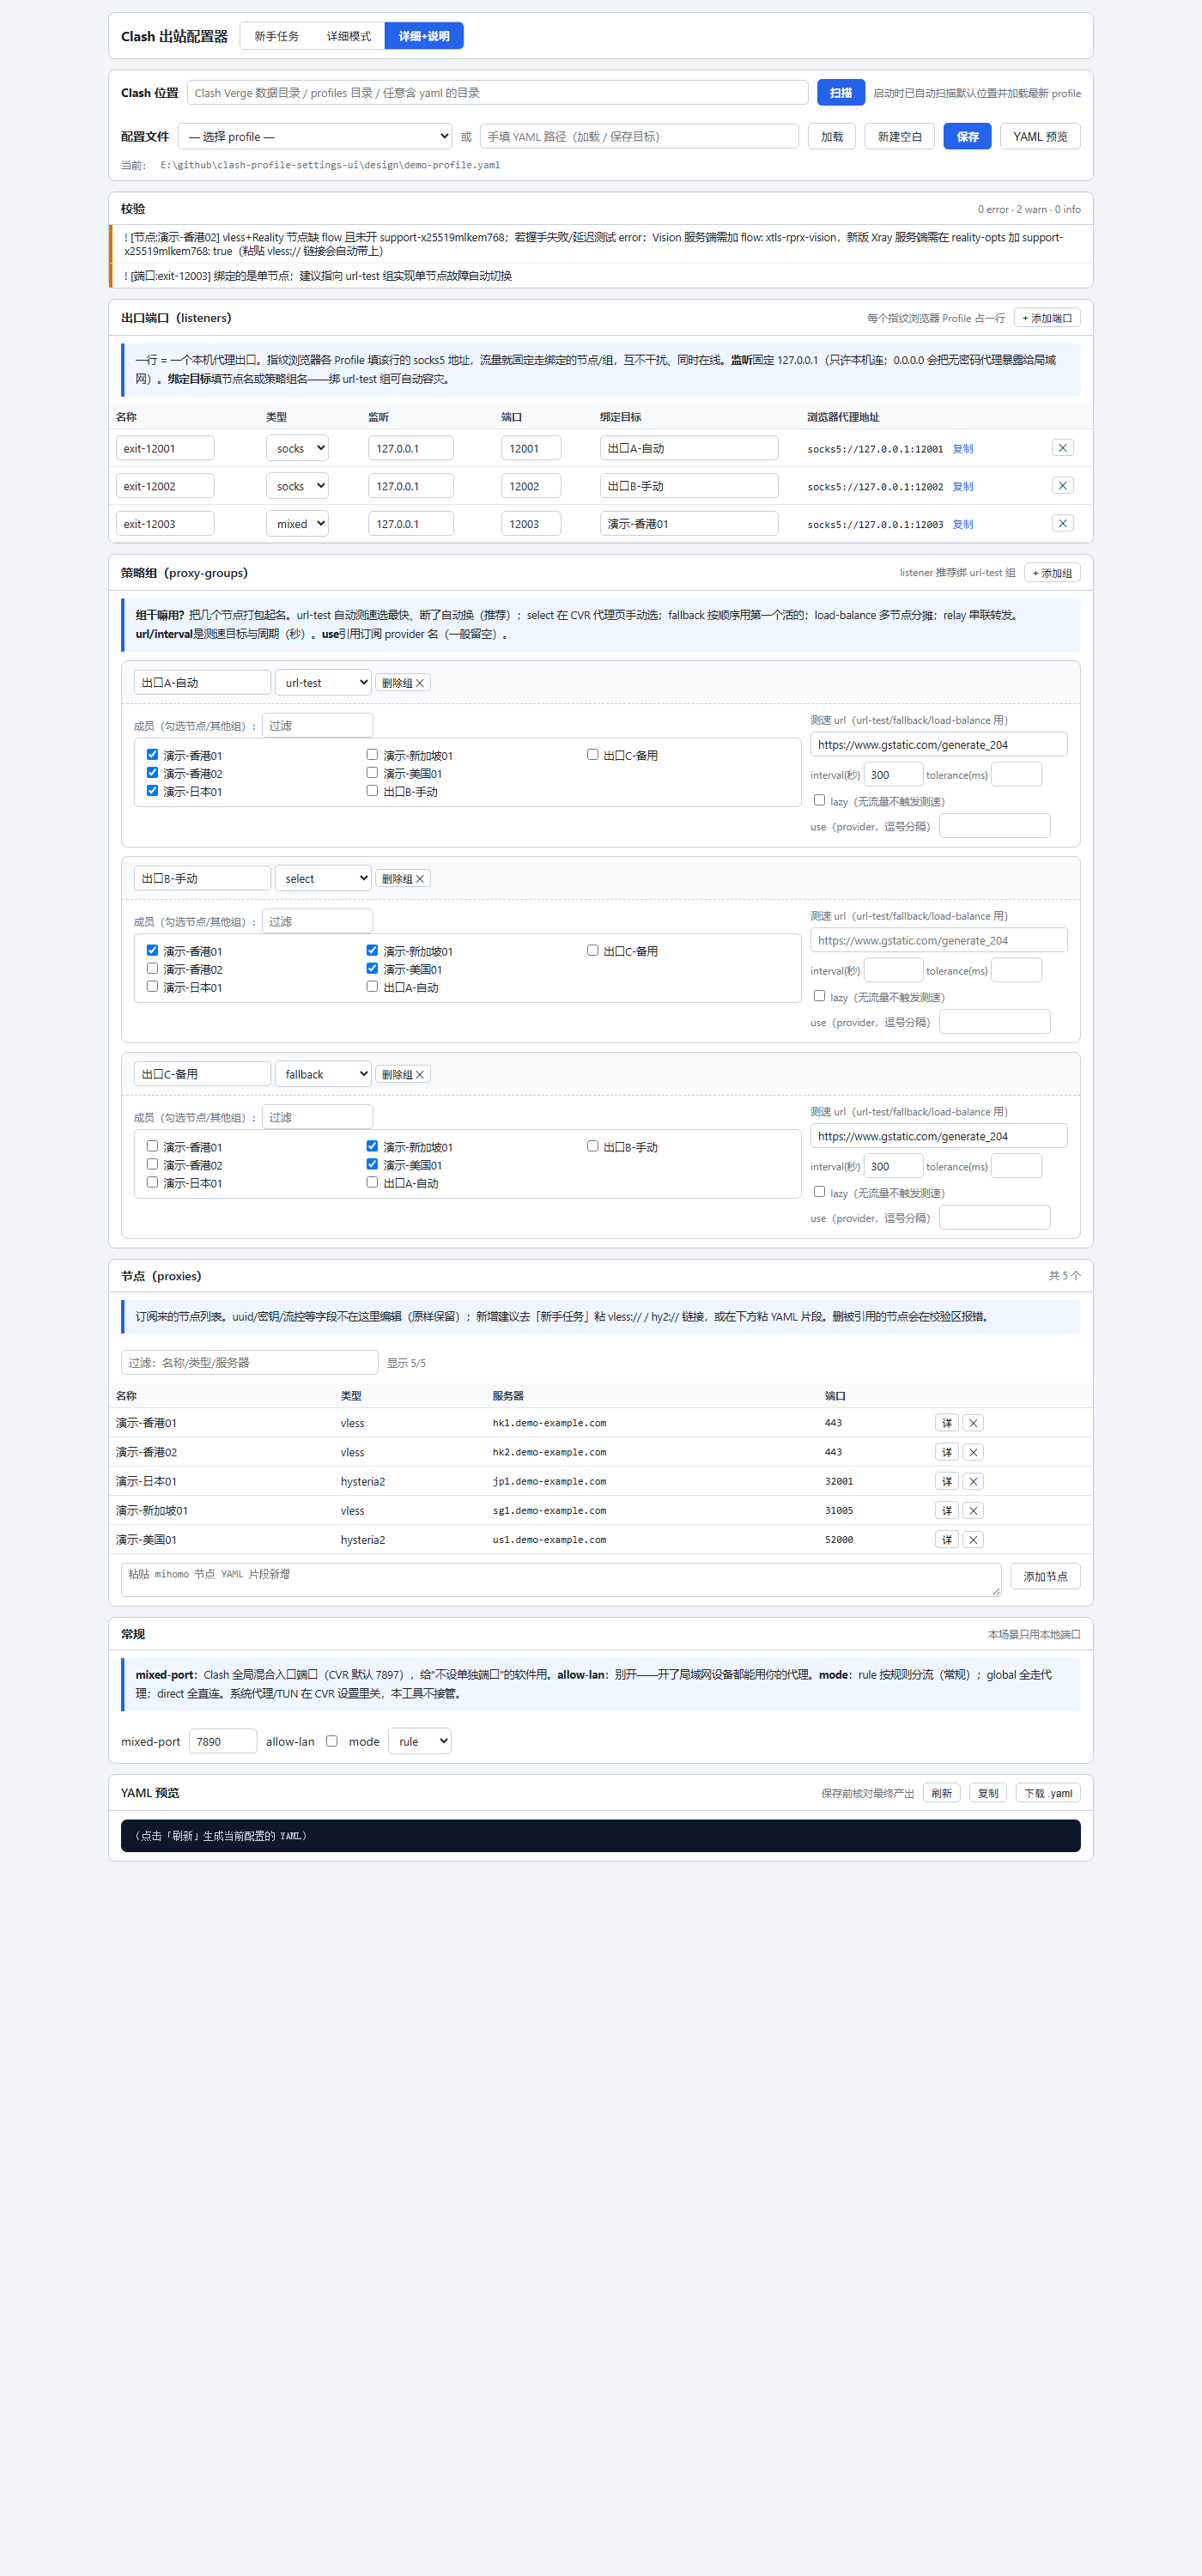 Clash 出站配置器 新手任务 详细模式 详细+说明
Clash 位置 Clash Verge 数据目录 / profiles 目录 / 任意含 yaml 的目录 扫描 启动时已自动扫描默认位置并加载最新 profile
配置文件 — 选择 profile — 或 手填 YAML 路径（加载 / 保存目标） 加载 新建空白 保存 YAML 预览
当前: E:\github\clash-profile-settings-ui\design\demo-profile.yaml
校验 0 error · 2 warn · 0 info
! [节点:演示-香港02] vless+Reality 节点缺 flow 且未开 support-x25519mlkem768；若握手失败/延迟测试 error：Vision 服务端需加 flow: xtls-rprx-vision，新版 Xray 服务端需在 reality-opts 加 support-
x25519mlkem768: true（粘贴 vless:// 链接会自动带上）
! [端口:exit-12003] 绑定的是单节点；建议指向 url-test 组实现单节点故障自动切换
出口端口（listeners） 每个指纹浏览器 Profile 占一行 + 添加端口
一行 = 一个本机代理出口。指纹浏览器各 Profile 填该行的 socks5 地址，流量就固定走绑定的节点/组，互不干扰、同时在线。监听固定 127.0.0.1（只许本机连；0.0.0.0 会把无密码代理暴露给局域
网）。绑定目标填节点名或策略组名——绑 url-test 组可自动容灾。
名称 类型 监听 端口 绑定目标 浏览器代理地址
exit-12001 socks 127.0.0.1 12001 出口A-自动 socks5://127.0.0.1:12001 复制 ×
exit-12002 socks 127.0.0.1 12002 出口B-手动 socks5://127.0.0.1:12002 复制 ×
exit-12003 mixed 127.0.0.1 12003 演示-香港01 socks5://127.0.0.1:12003 复制 ×
策略组（proxy-groups） listener 推荐绑 url-test 组 + 添加组
组干嘛用？把几个节点打包起名。url-test 自动测速选最快、断了自动换（推荐）；select 在 CVR 代理页手动选；fallback 按顺序用第一个活的；load-balance 多节点分摊；relay 串联转发。
url/interval是测速目标与周期（秒）。use引用订阅 provider 名（一般留空）。
出口A-自动 url-test 删除组 ×
成员（勾选节点/其他组）: 过滤 测速 url（url-test/fallback/load-balance 用）
https://www.gstatic.com/generate_204
演示-香港01 演示-新加坡01 出口C-备用
演示-香港02 演示-美国01 interval(秒) 300 tolerance(ms)
演示-日本01 出口B-手动 lazy（无流量不触发测速）
use（provider，逗号分隔）
出口B-手动 select 删除组 ×
成员（勾选节点/其他组）: 过滤 测速 url（url-test/fallback/load-balance 用）
https://www.gstatic.com/generate_204
演示-香港01 演示-新加坡01 出口C-备用
演示-香港02 演示-美国01 interval(秒) tolerance(ms)
演示-日本01 出口A-自动 lazy（无流量不触发测速）
use（provider，逗号分隔）
出口C-备用 fallback 删除组 ×
成员（勾选节点/其他组）: 过滤 测速 url（url-test/fallback/load-balance 用）
https://www.gstatic.com/generate_204
演示-香港01 演示-新加坡01 出口B-手动
演示-香港02 演示-美国01 interval(秒) 300 tolerance(ms)
演示-日本01 出口A-自动 lazy（无流量不触发测速）
use（provider，逗号分隔）
节点（proxies） 共 5 个
订阅来的节点列表。uuid/密钥/流控等字段不在这里编辑（原样保留）；新增建议去「新手任务」粘 vless:// / hy2:// 链接，或在下方粘 YAML 片段。删被引用的节点会在校验区报错。
过滤：名称/类型/服务器 显示 5/5
名称 类型 服务器 端口
演示-香港01 vless hk1.demo-example.com 443 详 ×
演示-香港02 vless hk2.demo-example.com 443 详 ×
演示-日本01 hysteria2 jp1.demo-example.com 32001 详 ×
演示-新加坡01 vless sg1.demo-example.com 31005 详 ×
演示-美国01 hysteria2 us1.demo-example.com 52000 详 ×
粘贴 mihomo 节点 YAML 片段新增 添加节点
常规 本场景只用本地端口
mixed-port：Clash 全局混合入口端口（CVR 默认 7897），给"不设单独端口"的软件用。allow-lan：别开——开了局域网设备都能用你的代理。mode：rule 按规则分流（常规）；global 全走代
理；direct 全直连。系统代理/TUN 在 CVR 设置里关，本工具不接管。
mixed-port 7890 allow-lan mode rule
YAML 预览 保存前核对最终产出 刷新 复制 下载 .yaml
（点击「刷新」生成当前配置的 YAML）